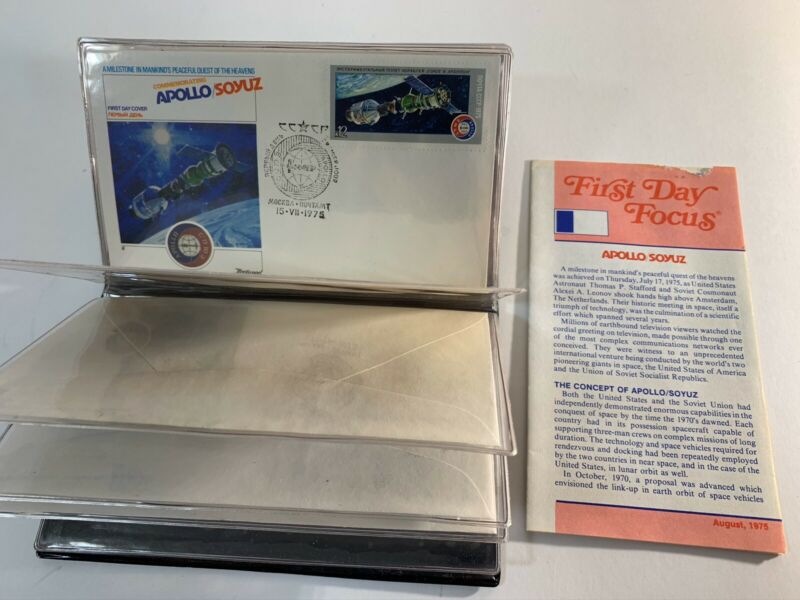 A MILESTONE IN MANKIND'S PEACEFUL QUEST OF THE HEAVENS
COMMEMORATING
APOLLO/SOYUZ
FIRST DAY COVER
ПЕРВЫЙ ДЕНЬ
ЭКСПЕРИМЕНТАЛЬНЫЙ ПОЛЕТ КОРАБЛЕЙ "СОЮЗ" И "АПОЛЛОН"
ПОЧТА СССР 1975
12
СССР
МОСКВА • ПОЧТАМТ
15-VII-1975
APOLLO
СОЮЗ
First Day
Focus
APOLLO SOYUZ
A milestone in mankind's peaceful quest of the heavens
was achieved on Thursday, July 17, 1975, as United States
Astronaut Thomas P. Stafford and Soviet Cosmonaut
Alexei A. Leonov shook hands high above Amsterdam,
The Netherlands. Their historic meeting in space, itself a
triumph of technology, was the culmination of a scientific
effort which spanned several years.
Millions of earthbound television viewers watched the
cordial greeting on television, made possible through one
of the most complex communications networks ever
conceived. They were witness to an unprecedented
international venture being conducted by the world's two
pioneering giants in space, the United States of America
and the Union of Soviet Socialist Republics.
THE CONCEPT OF APOLLO/SOYUZ
Both the United States and the Soviet Union had
independently demonstrated enormous capabilities in the
conquest of space by the time the 1970's dawned. Each
country had in its possession spacecraft capable of
supporting three-man crews on complex missions of long
duration. The technology and space vehicles required for
rendezvous and docking had been repeatedly employed
by the two countries in near space, and in the case of the
United States, in lunar orbit as well.
In October, 1970, a proposal was advanced which
envisioned the link-up in earth orbit of space vehicles
August, 1975